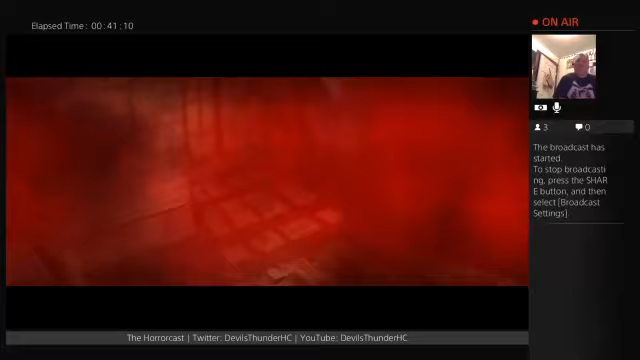 Elapsed Time : 00:41:10
ON AIR
3
0
The broadcast has
started.
To stop broadcasti
ng, press the SHAR
E button, and then
select [Broadcast
Settings].
The Horrorcast | Twitter: DevilsThunderHC | YouTube: DevilsThunderHC